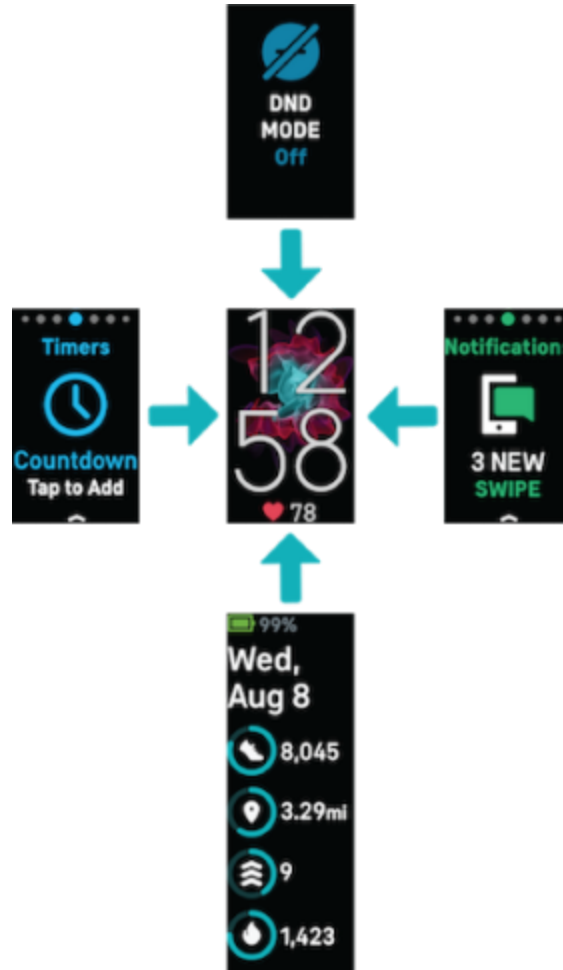 DND
MODE
Off
Timers
Countdown
Tap to Add
12
58
78
Notification
3 NEW
SWIPE
99%
Wed,
Aug 8
8,045
3.29mi
9
1,423